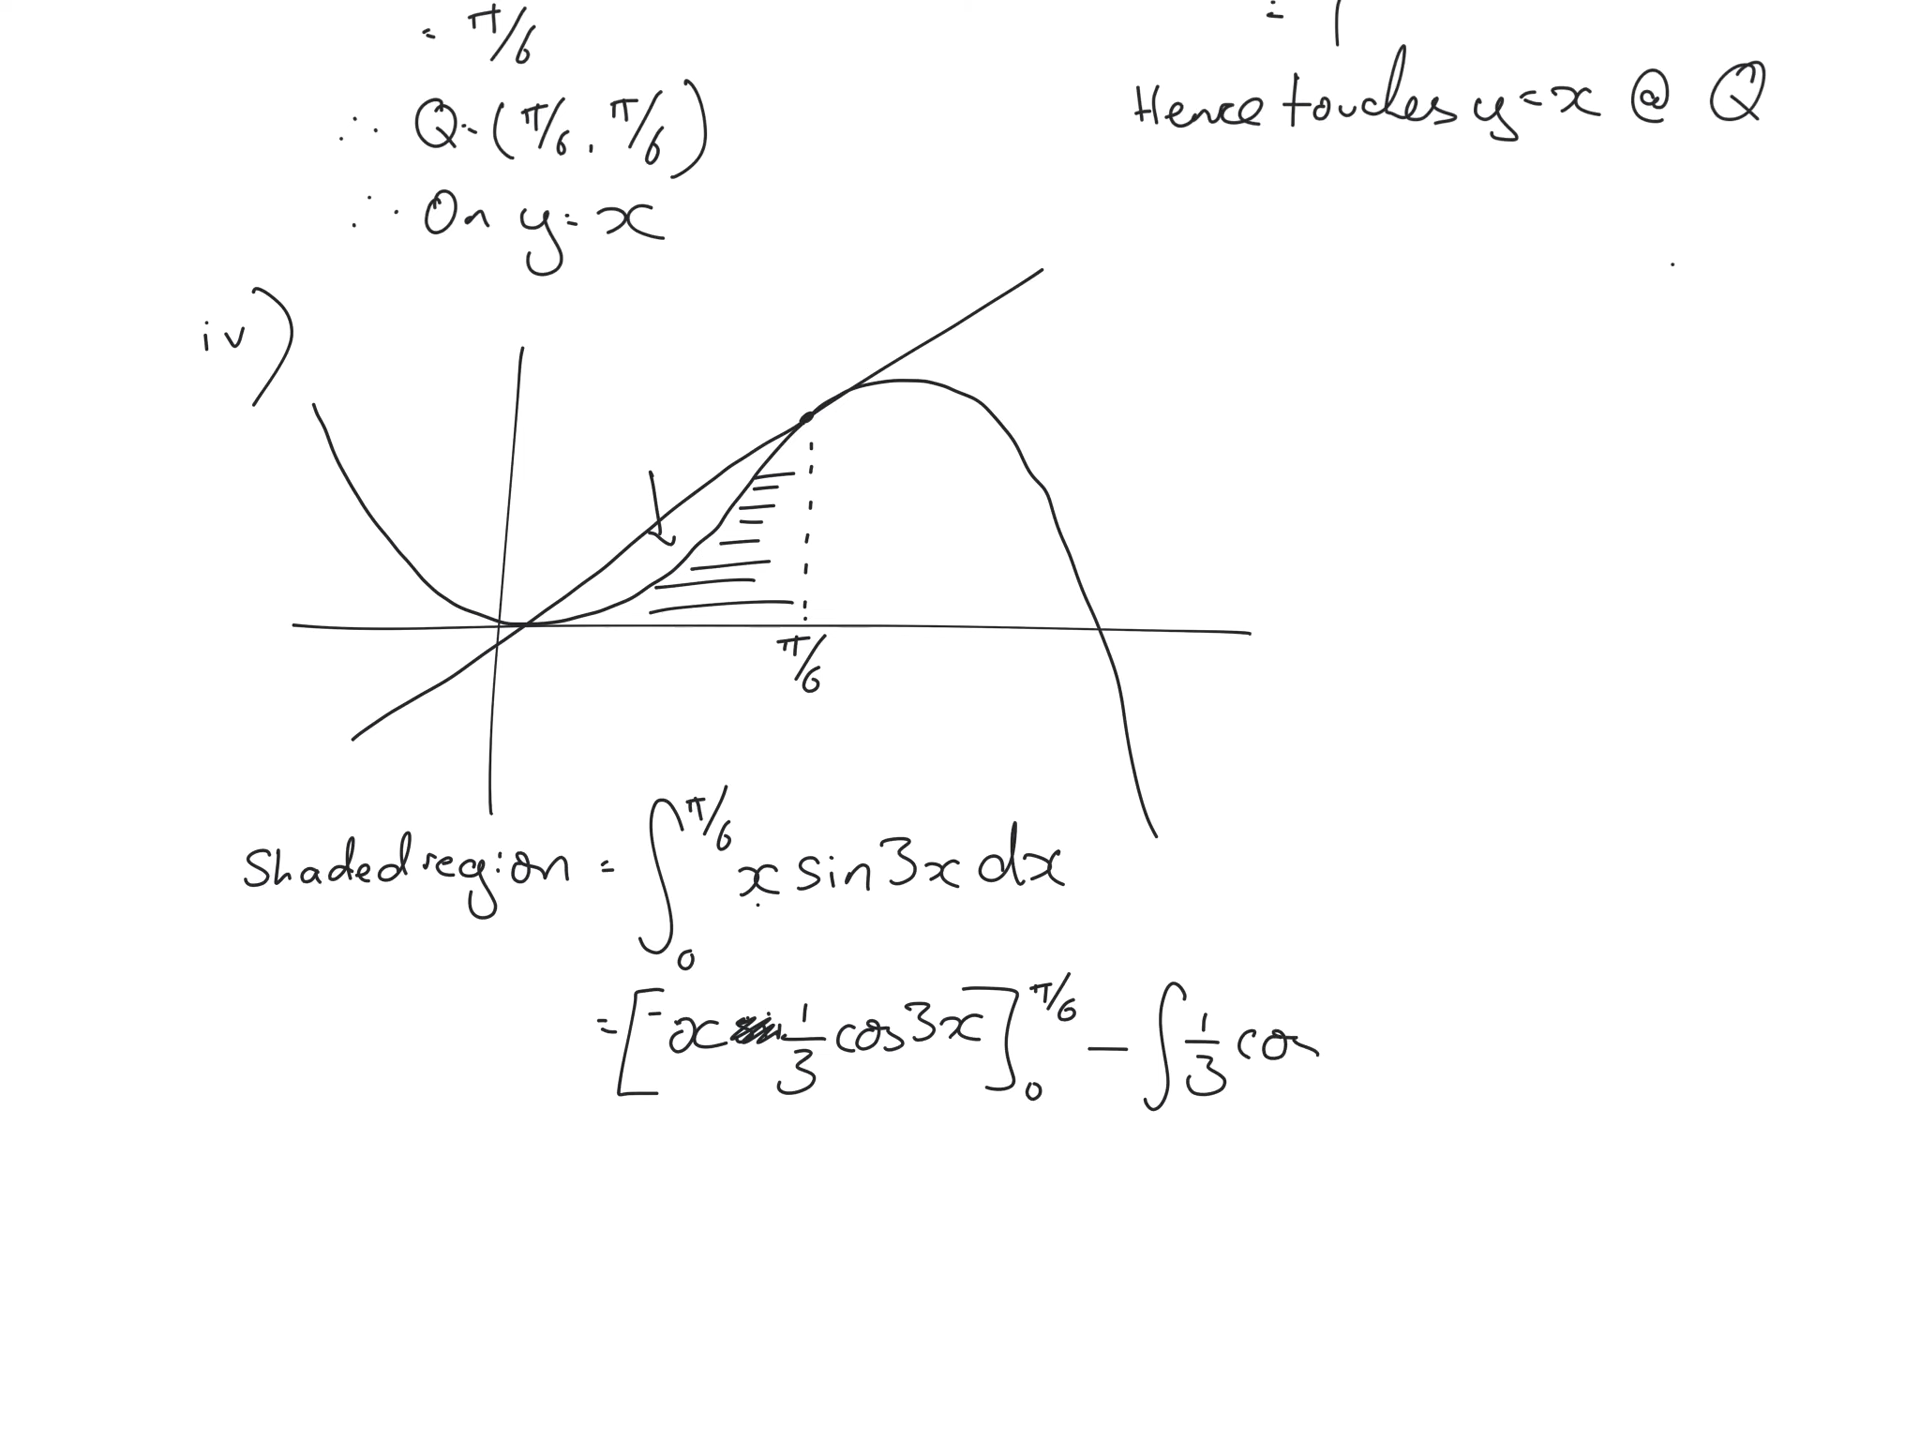 = π/6
= 1
∴ Q = (π/6, π/6)
Hence touches y = x @ Q
∴ On y = x
iv)
π/6
Shaded region = ∫₀^π/6 x sin 3x dx
= [-x 1/3 cos 3x]₀^π/6 — ∫ 1/3 cos